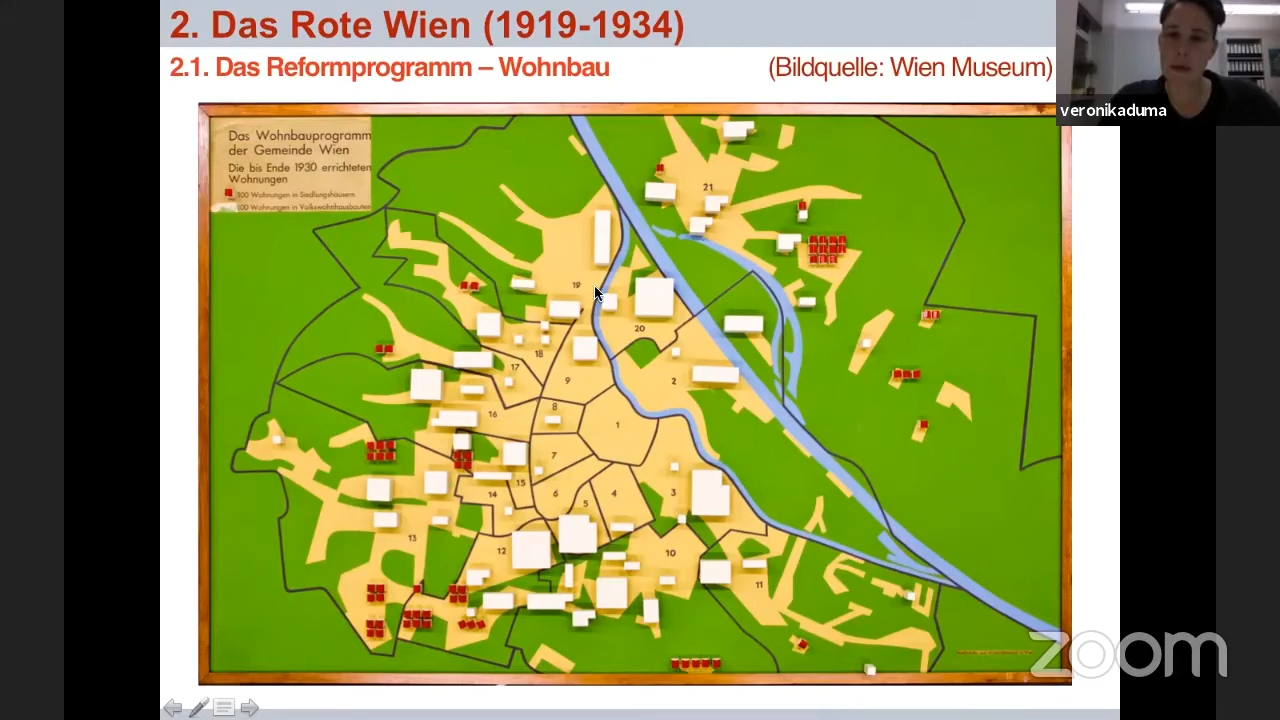 2. Das Rote Wien (1919-1934)
2.1. Das Reformprogramm – Wohnbau
(Bildquelle: Wien Museum)
veronikaduma
Das Wohnbauprogramm
der Gemeinde Wien
Die bis Ende 1930 errichteten
Wohnungen
100 Wohnungen in Siedlungshäusern
100 Wohnungen in Volkswohnhausbauten
21
19
20
18
17
9
2
16
8
1
7
15
14
6
5
4
3
13
12
10
11
zoom